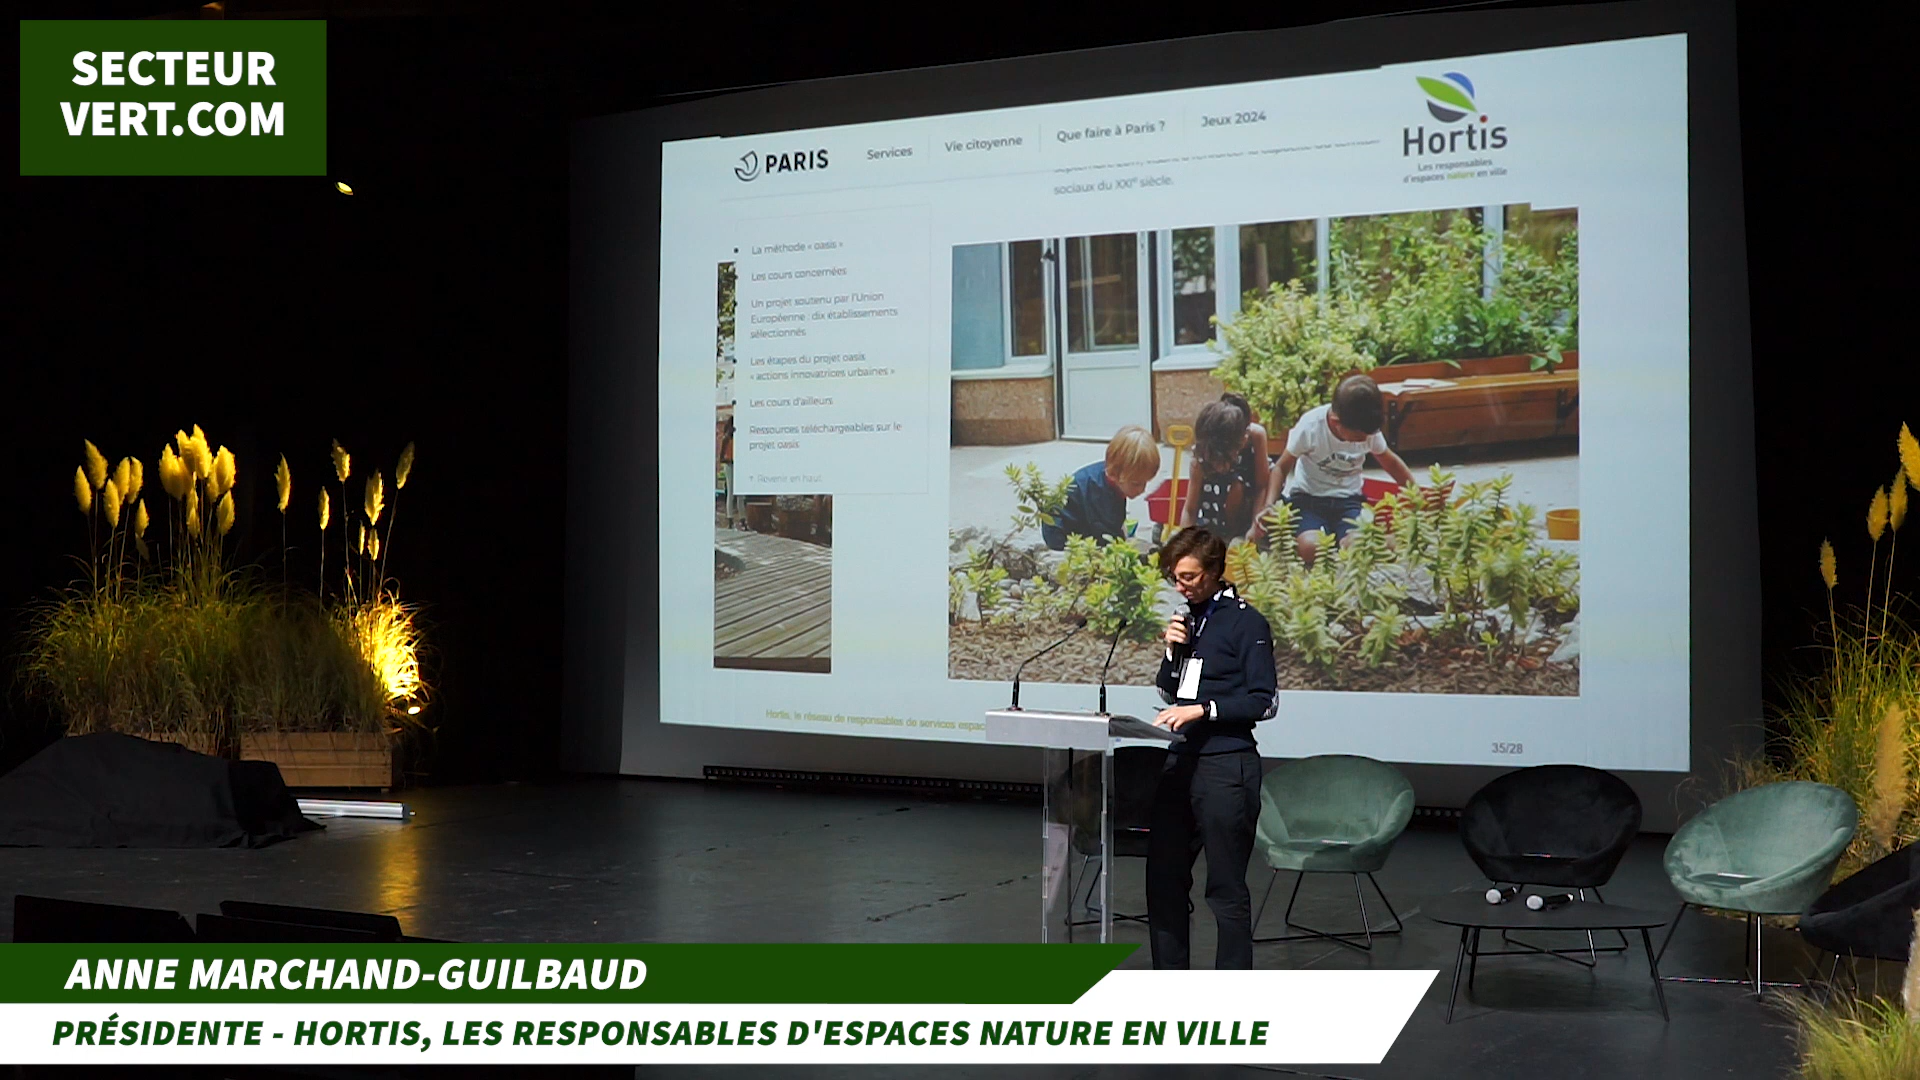 SECTEUR
VERT.COM
PARIS
Services
Vie citoyenne
Que faire à Paris ?
Jeux 2024
Hortis
Les responsables
d'espaces nature en ville
sociaux du XXIe siècle.
La méthode « oasis »
Les cours concernées
Un projet soutenu par l'Union
Européenne : dix établissements
sélectionnés
Les étapes du projet oasis
« actions innovatrices urbaines »
Les cours d'ailleurs
Ressources téléchargeables sur le
projet oasis
Revenir en haut
Hortis, le réseau de responsables de services
35/28
ANNE MARCHAND-GUILBAUD
PRÉSIDENTE - HORTIS, LES RESPONSABLES D'ESPACES NATURE EN VILLE